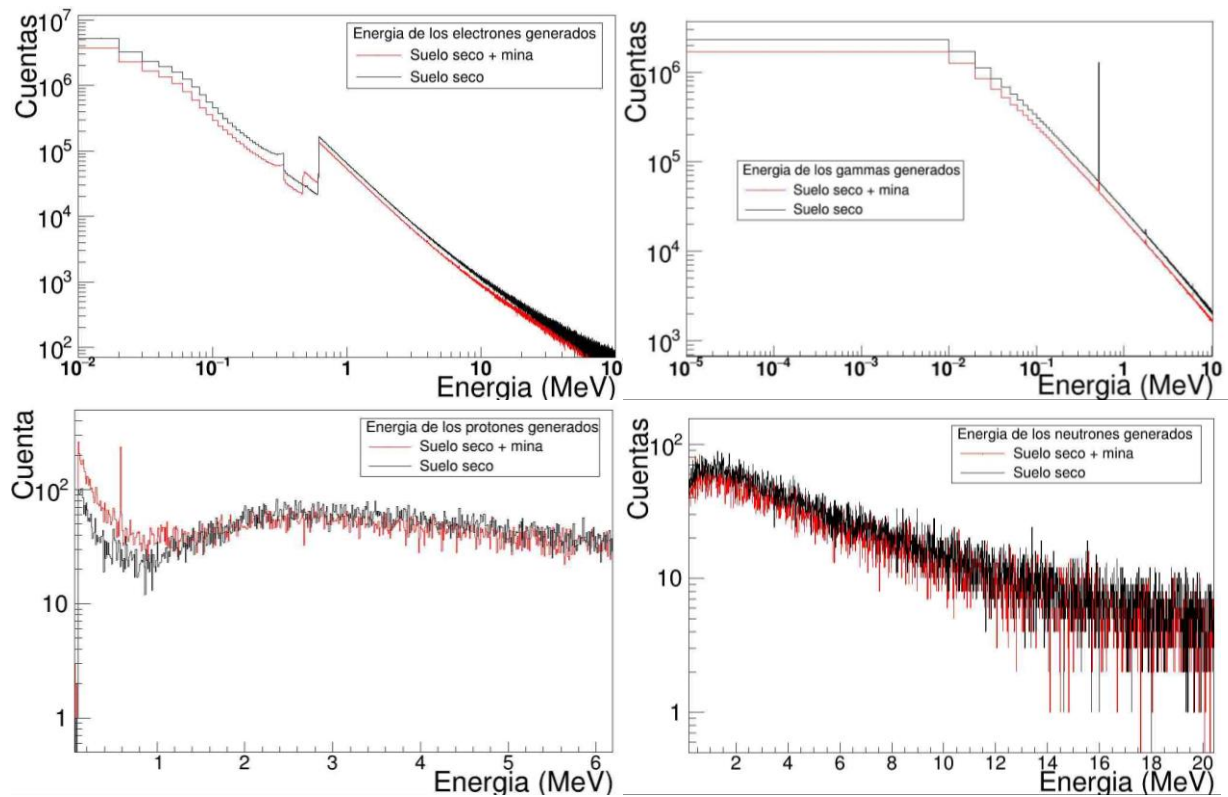 Cuentas
10^7
10^6
10^5
10^4
10^3
10^2
Energia de los electrones generados
Suelo seco + mina
Suelo seco
10^-2 10^-1 1 10 10
Energia (MeV)
Cuentas
10^6
10^5
10^4
10^3
Energia de los gammas generados
Suelo seco + mina
Suelo seco
10^-5 10^-4 10^-3 10^-2 10^-1 1 10
Energia (MeV)
Cuenta
10^2
10
1
Energia de los protones generados
Suelo seco + mina
Suelo seco
1 2 3 4 5 6
Energia (MeV)
Cuentas
10^2
10
1
Energia de los neutrones generados
Suelo seco + mina
Suelo seco
2 4 6 8 10 12 14 16 18 20
Energia (MeV)